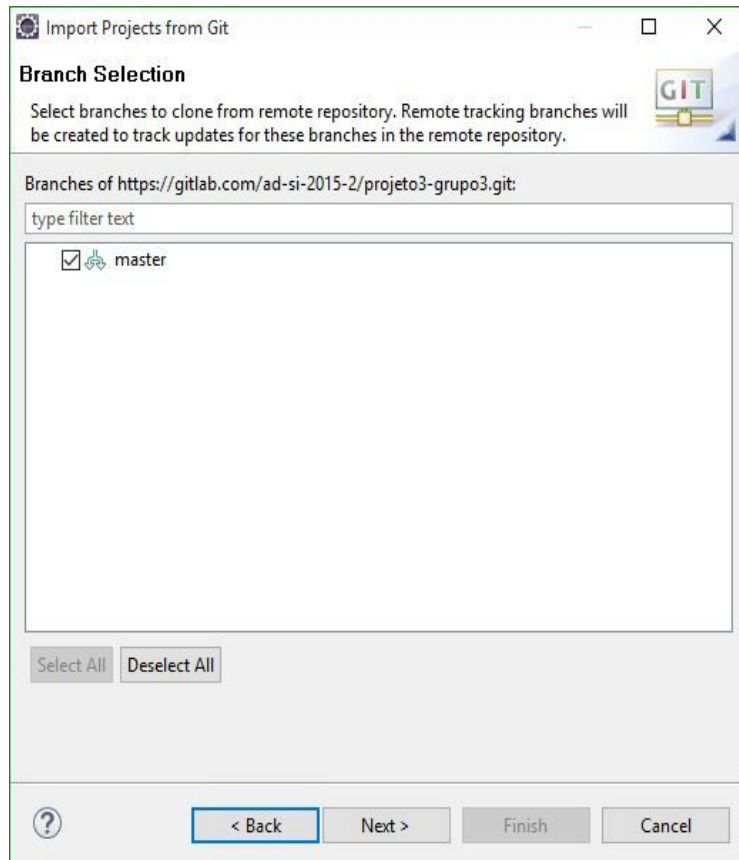 Import Projects from Git
Branch Selection
Select branches to clone from remote repository. Remote tracking branches will
be created to track updates for these branches in the remote repository.
GIT
Branches of https://gitlab.com/ad-si-2015-2/projeto3-grupo3.git:
type filter text
master
Select All Deselect All
? < Back Next > Finish Cancel